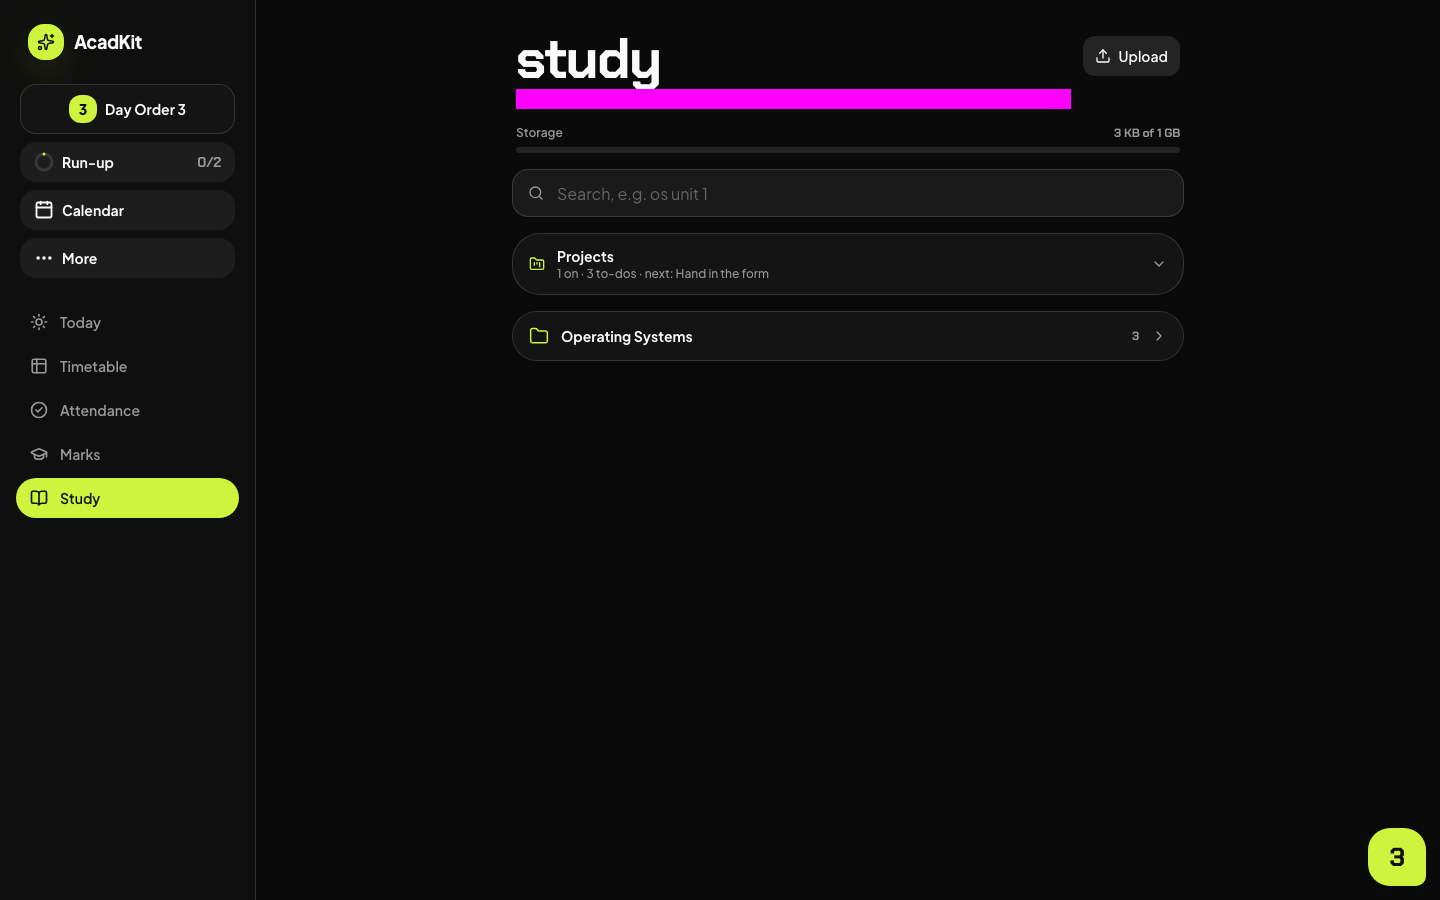 AcadKit
3 Day Order 3
Run-up 0/2
Calendar
More
Today
Timetable
Attendance
Marks
Study
study
Upload
Storage 3 KB of 1 GB
Search, e.g. os unit 1
Projects
1 on · 3 to-dos · next: Hand in the form
Operating Systems 3
3